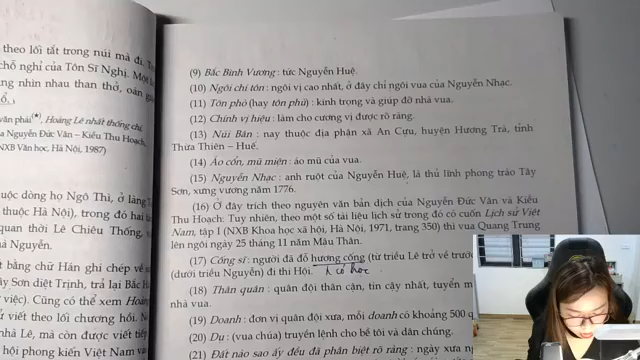 theo lối tắt trong núi mà đi.
chỗ nghỉ của Tôn Sĩ Nghị. Một
nhìn nhau than thở, oán
văn phái(*), Hoàng Lê nhất thống chí,
Nguyễn Đức Vân – Kiều Thu Hoạch,
NXB Văn học, Hà Nội, 1987)
dòng họ Ngô Thì, ở làng
thuộc Hà Nội), trong đó hai
quan thời Lê Chiêu Thống,
nhà Nguyễn.
bằng chữ Hán ghi chép về
Tây Sơn diệt Trịnh, trả lại Bắc
việc). Cũng có thể xem Hoàng
viết theo lối chương hồi.
nhà Lê, mà còn được viết tiếp
hội phong kiến Việt Nam
(9) Bắc Bình Vương : tức Nguyễn Huệ.
(10) Ngôi chí tôn : ngôi vị cao nhất, ở đây chỉ ngôi vua của Nguyễn Nhạc.
(11) Tôn phò (hay tôn phù) : kính trọng và giúp đỡ nhà vua.
(12) Chính vị hiệu : làm cho cương vị được rõ ràng.
(13) Núi Bân : nay thuộc địa phận xã An Cựu, huyện Hương Trà, tỉnh
Thừa Thiên – Huế.
(14) Áo cổn, mũ miện : áo mũ của vua.
(15) Nguyễn Nhạc : anh ruột của Nguyễn Huệ, là thủ lĩnh phong trào Tây
Sơn, xưng vương năm 1776.
(16) Ở đây trích theo nguyên văn bản dịch của Nguyễn Đức Vân và Kiều
Thu Hoạch. Tuy nhiên, theo một số tài liệu lịch sử trong đó có cuốn Lịch sử Việt
Nam, tập I (NXB Khoa học xã hội, Hà Nội, 1971, trang 350) thì vua Quang Trung
lên ngôi ngày 25 tháng 11 năm Mậu Thân.
(17) Cống sĩ : người đã đỗ hương cống (từ triều Lê trở về trước
(dưới triều Nguyễn) đi thi Hội.
(18) Thân quân : quân đội thân cận, tin cậy nhất, tuyển
nhà vua.
(19) Doanh : đơn vị quân đội xưa, mỗi doanh có khoảng 500
(20) Dụ : (vua chúa) truyền lệnh cho bề tôi và dân chúng.
(21) Đất nào sao ấy đều đã phân biệt rõ ràng : ngày xưa